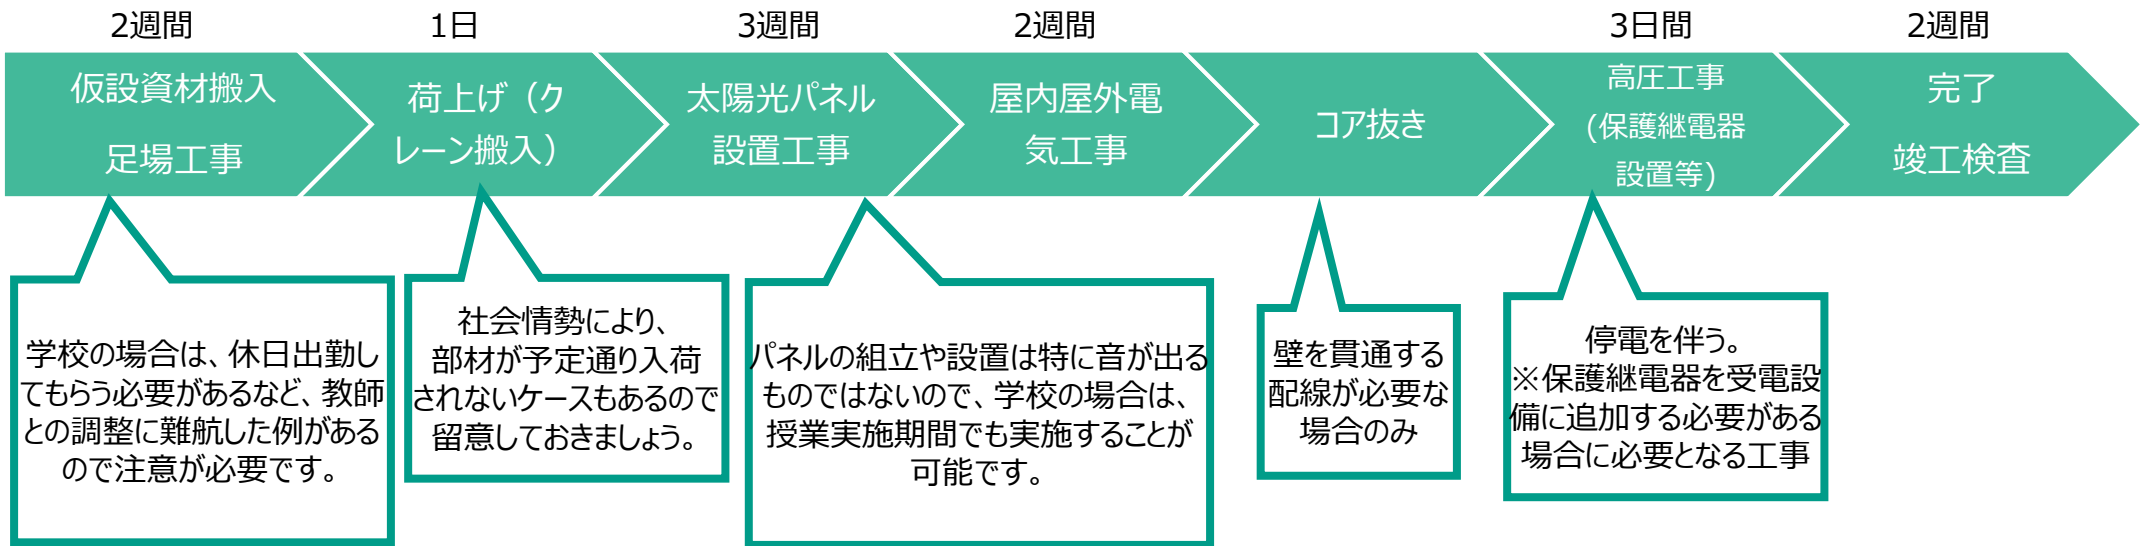 2週間
1日
3週間
2週間
3日間
2週間
仮設資材搬入
足場工事
荷上げ（ク
レーン搬入）
太陽光パネル
設置工事
屋内屋外電
気工事
コア抜き
高圧工事
(保護継電器
設置等)
完了
竣工検査
学校の場合は、休日出勤し
てもらう必要があるなど、教師
との調整に難航した例がある
ので注意が必要です。
社会情勢により、
部材が予定通り入荷
されないケースもあるので
留意しておきましょう。
パネルの組立や設置は特に音が出る
ものではないので、学校の場合は、
授業実施期間でも実施することが
可能です。
壁を貫通する
配線が必要な
場合のみ
停電を伴う。
※保護継電器を受電設
備に追加する必要がある
場合に必要となる工事